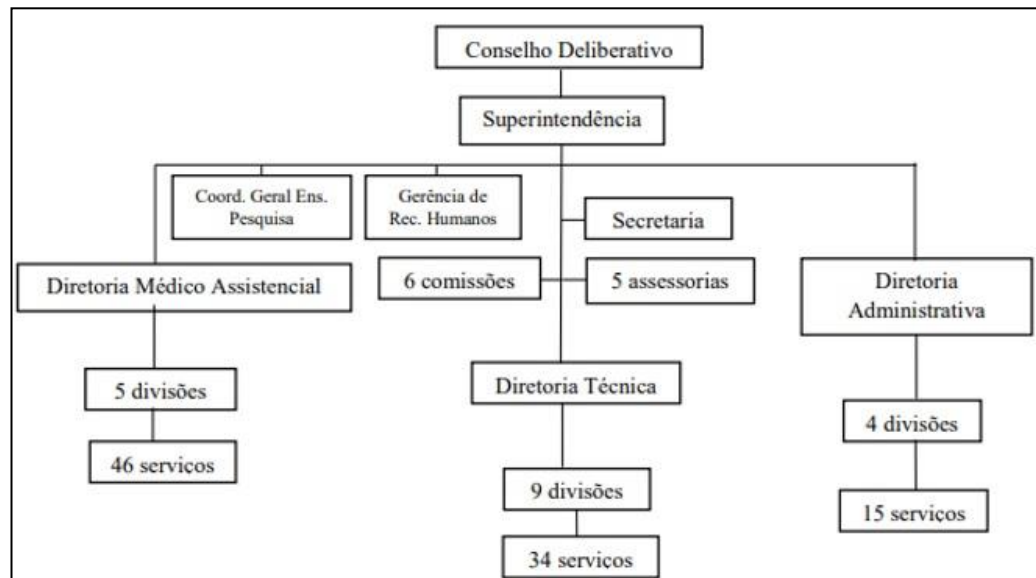 Conselho Deliberativo
Superintendência
Coord. Geral Ens.
Pesquisa
Gerência de
Rec. Humanos
Secretaria
6 comissões
5 assessorias
Diretoria Médico Assistencial
Diretoria
Administrativa
Diretoria Técnica
5 divisões
4 divisões
46 serviços
9 divisões
15 serviços
34 serviços